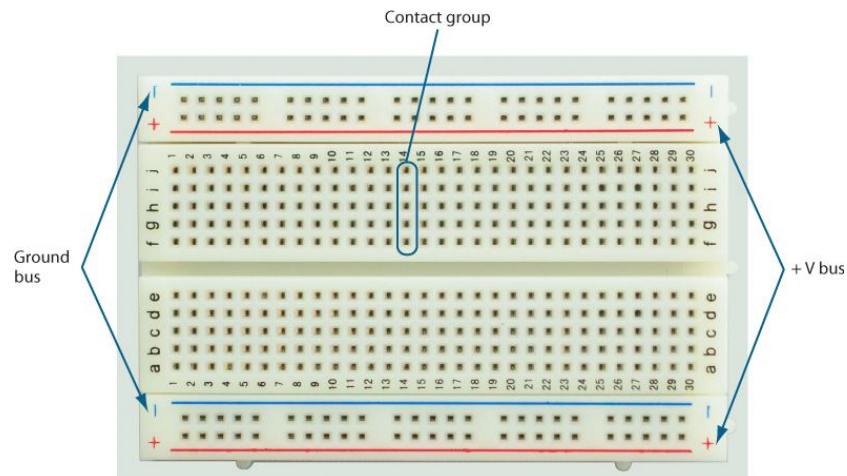 Contact group
− −
+ +
1 2 3 4 5 6 7 8 9 10 11 12 13 14 15 16 17 18 19 20 21 22 23 24 25 26 27 28 29 30
j j
i i
h h
g g
f f
Ground
bus
+ V bus
e e
d d
c c
b b
a a
1 2 3 4 5 6 7 8 9 10 11 12 13 14 15 16 17 18 19 20 21 22 23 24 25 26 27 28 29 30
− −
+ +